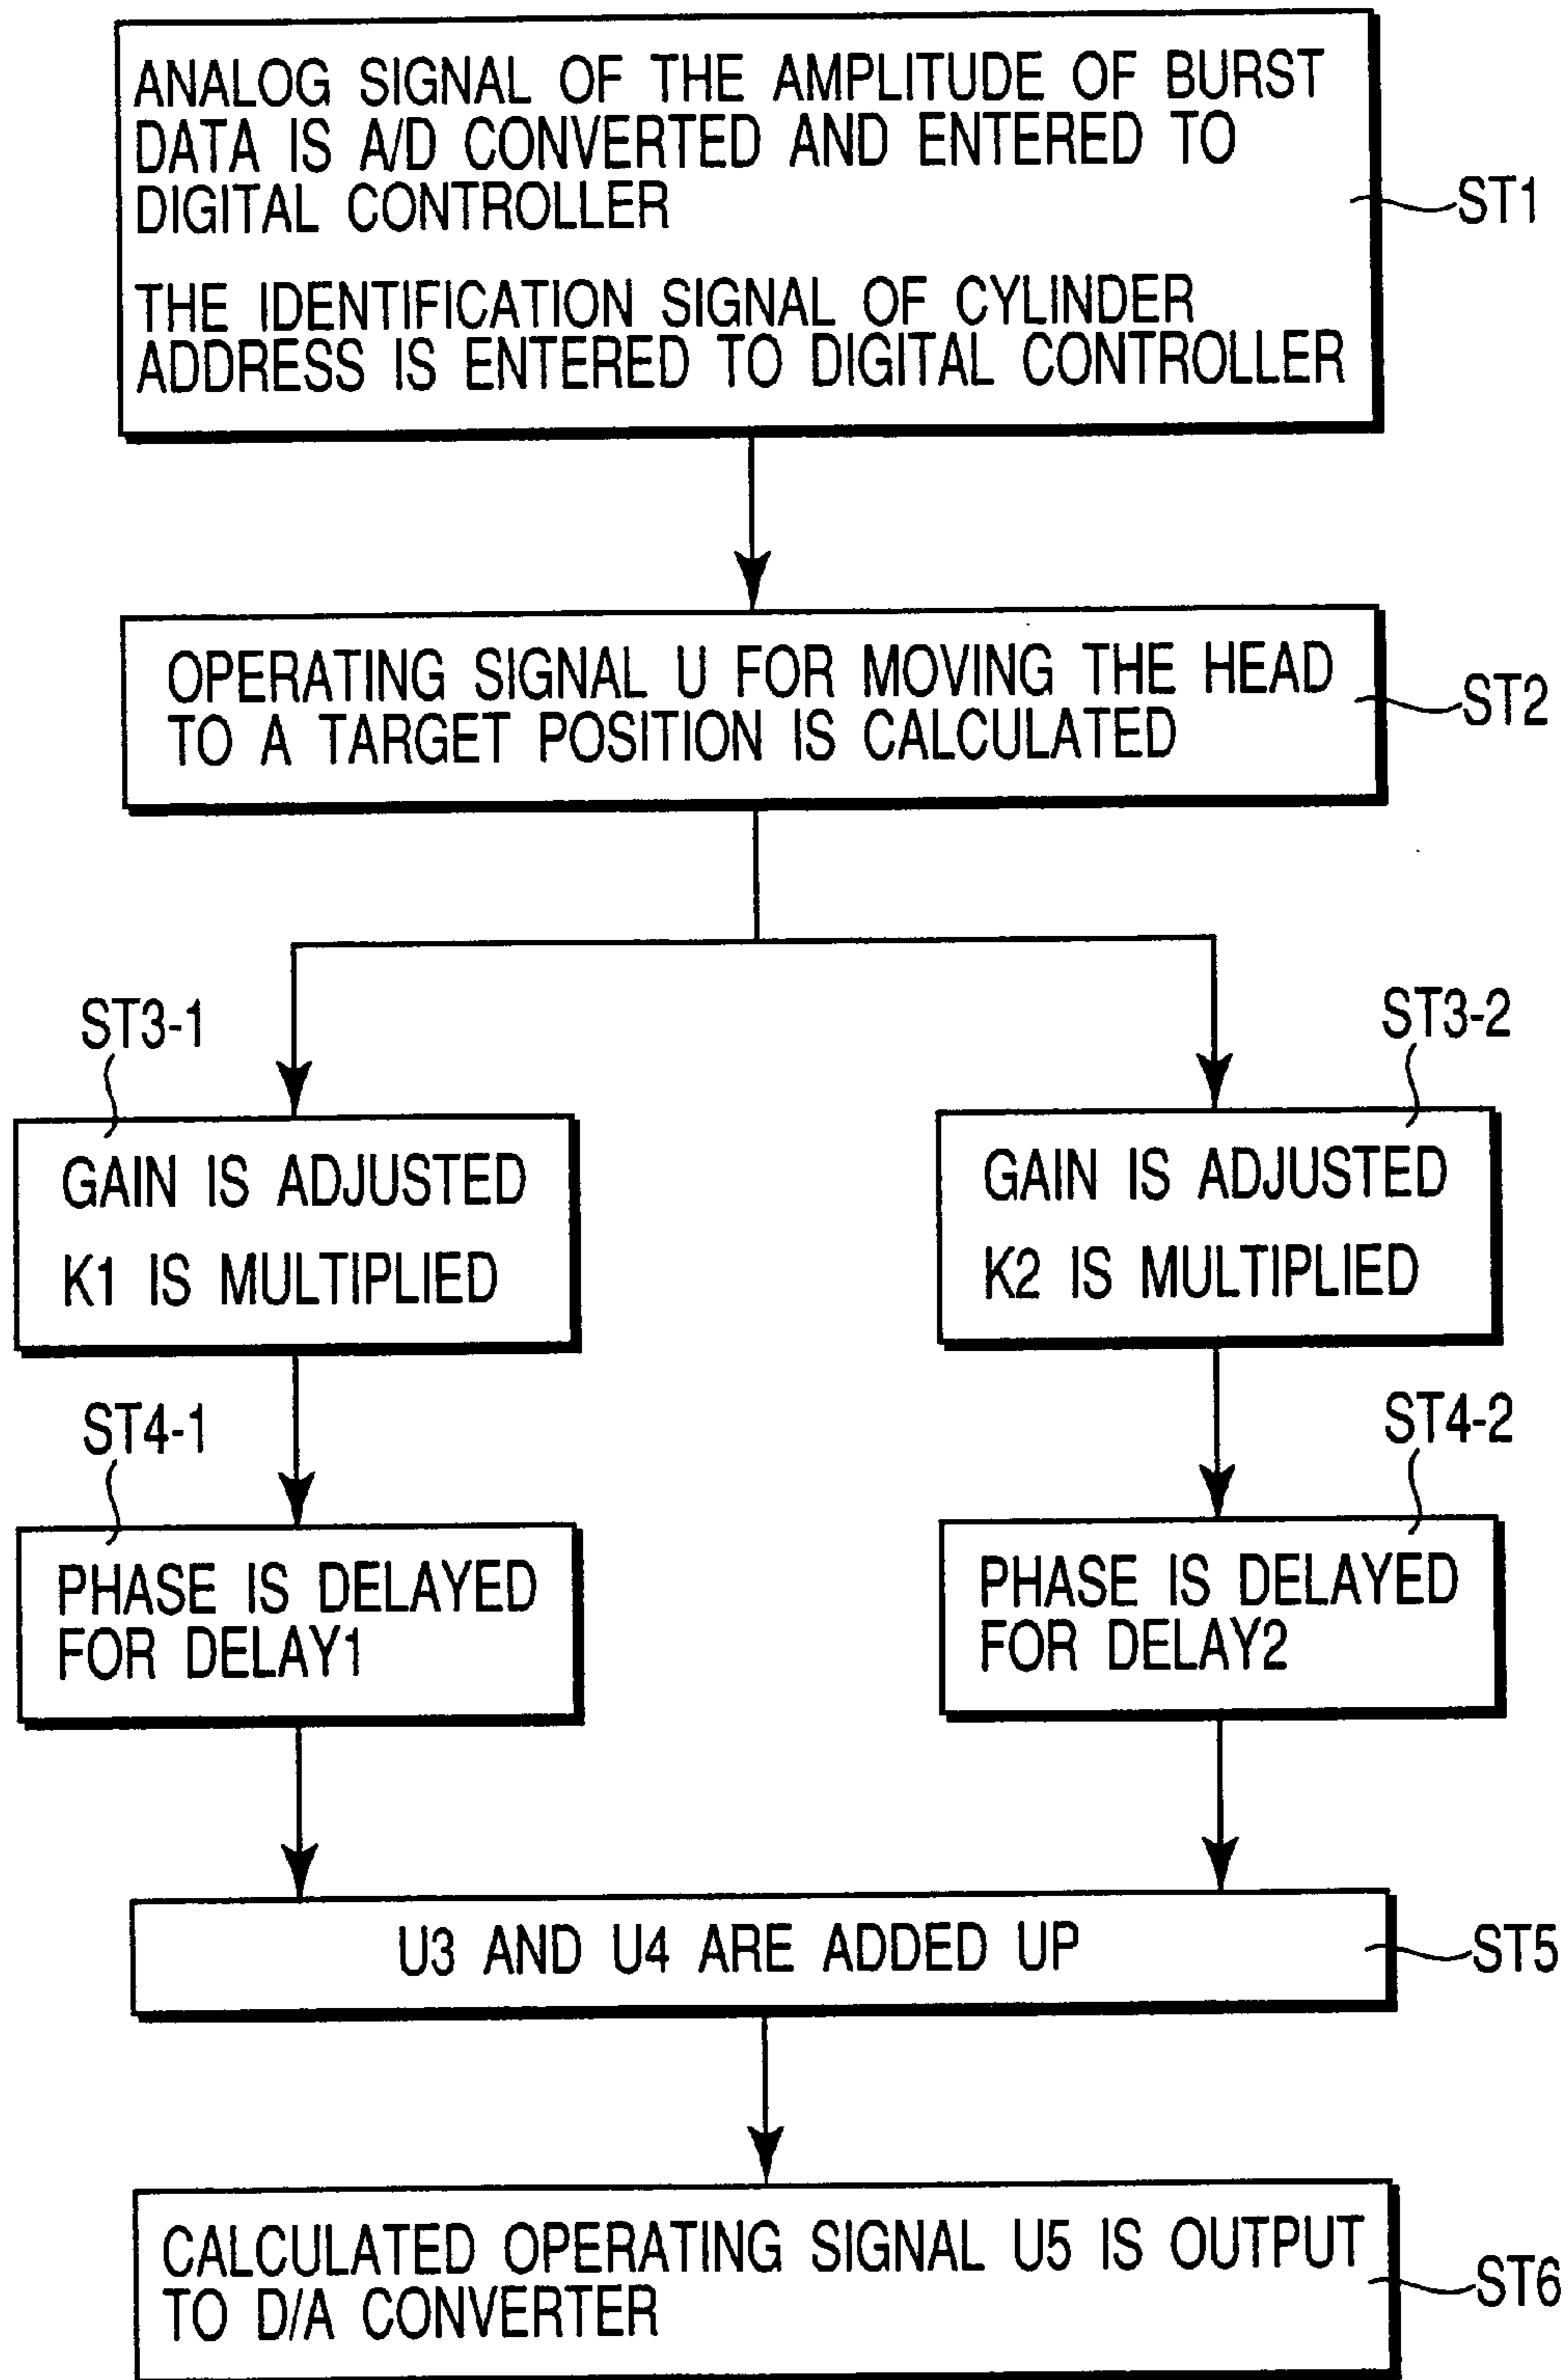 ANALOG SIGNAL OF THE AMPLITUDE OF BURST
DATA IS A/D CONVERTED AND ENTERED TO
DIGITAL CONTROLLER
THE IDENTIFICATION SIGNAL OF CYLINDER
ADDRESS IS ENTERED TO DIGITAL CONTROLLER
ST1
OPERATING SIGNAL U FOR MOVING THE HEAD
TO A TARGET POSITION IS CALCULATED
ST2
ST3-1
GAIN IS ADJUSTED
K1 IS MULTIPLIED
ST3-2
GAIN IS ADJUSTED
K2 IS MULTIPLIED
ST4-1
PHASE IS DELAYED
FOR DELAY1
ST4-2
PHASE IS DELAYED
FOR DELAY2
U3 AND U4 ARE ADDED UP
ST5
CALCULATED OPERATING SIGNAL U5 IS OUTPUT
TO D/A CONVERTER
ST6